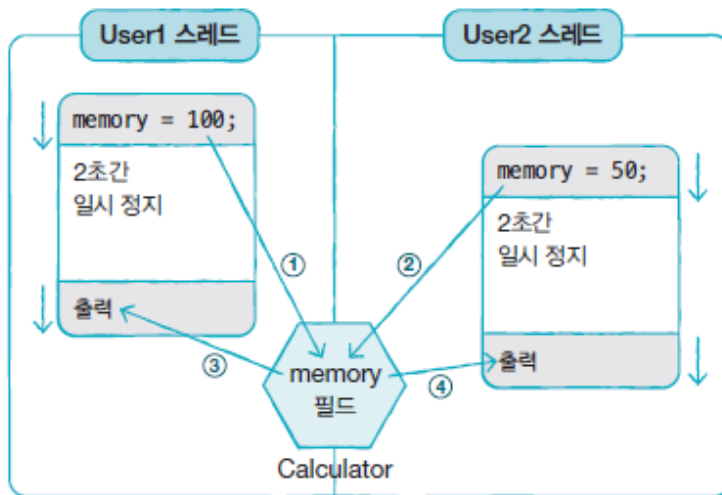 User1 스레드
User2 스레드
memory = 100;
2초간
일시 정지
출력
memory = 50;
2초간
일시 정지
출력
①
②
③
④
memory
필드
Calculator